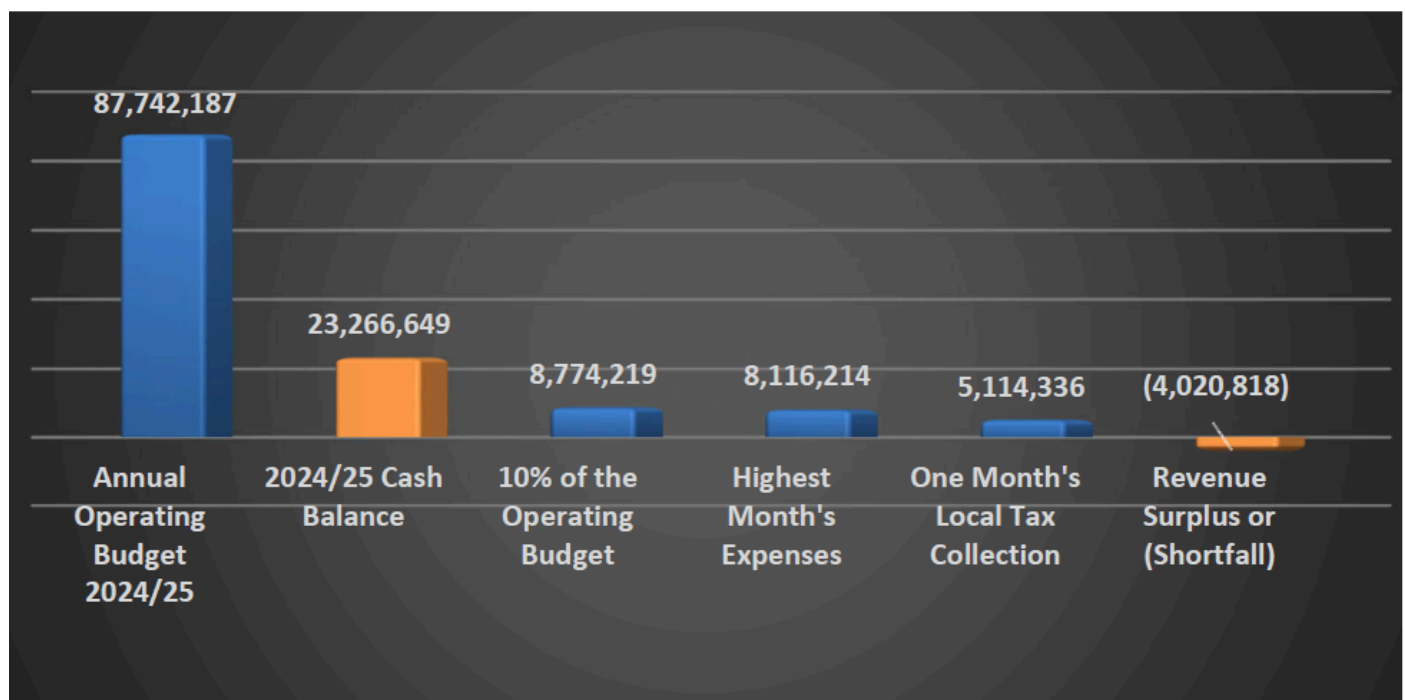 87,742,187
23,266,649
8,774,219
8,116,214
5,114,336
(4,020,818)
Annual
Operating
Budget
2024/25
2024/25 Cash
Balance
10% of the
Operating
Budget
Highest
Month's
Expenses
One Month's
Local Tax
Collection
Revenue
Surplus or
(Shortfall)